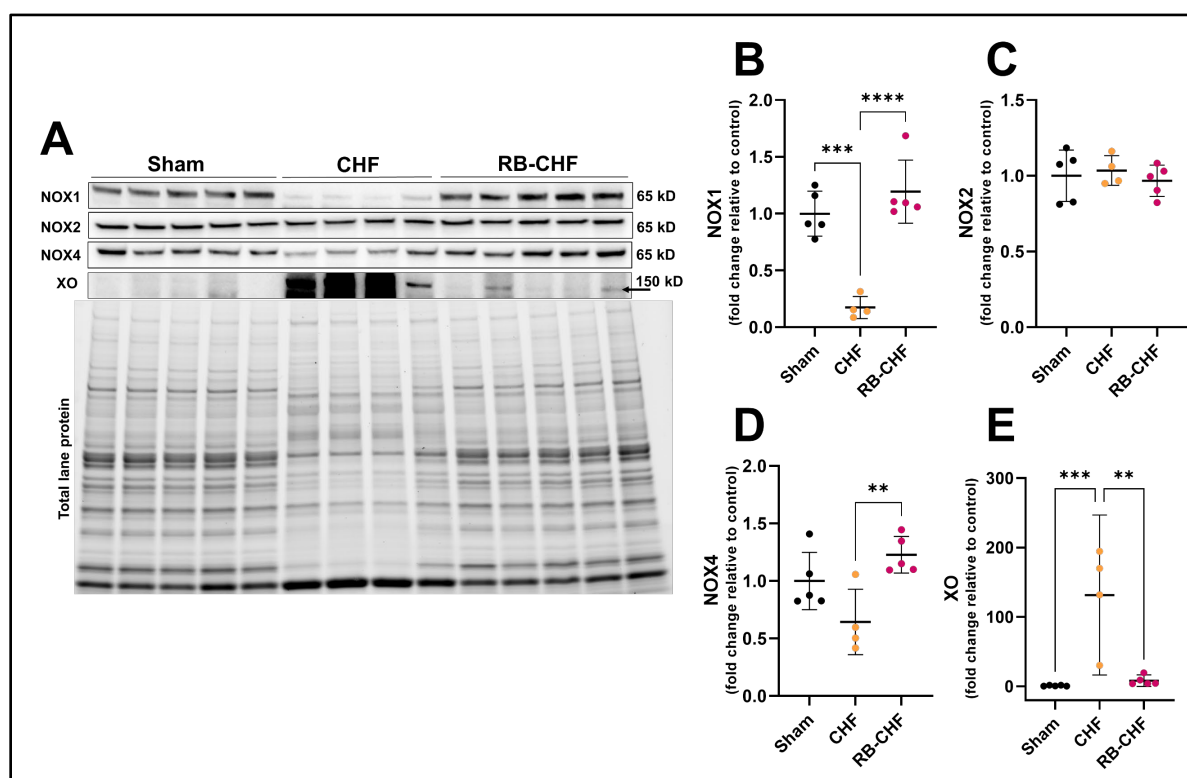 A
Sham CHF RB-CHF
NOX1 65 kD
NOX2 65 kD
NOX4 65 kD
XO 150 kD
Total lane protein
B
NOX1
(fold change relative to control)
2.0
1.5
1.0
0.5
0.0
*** ****
Sham CHF RB-CHF
C
NOX2
(fold change relative to control)
1.5
1.0
0.5
0.0
Sham CHF RB-CHF
D
NOX4
(fold change relative to control)
2.0
1.5
1.0
0.5
0.0
**
Sham CHF RB-CHF
E
XO
(fold change relative to control)
300
200
100
0
*** **
Sham CHF RB-CHF